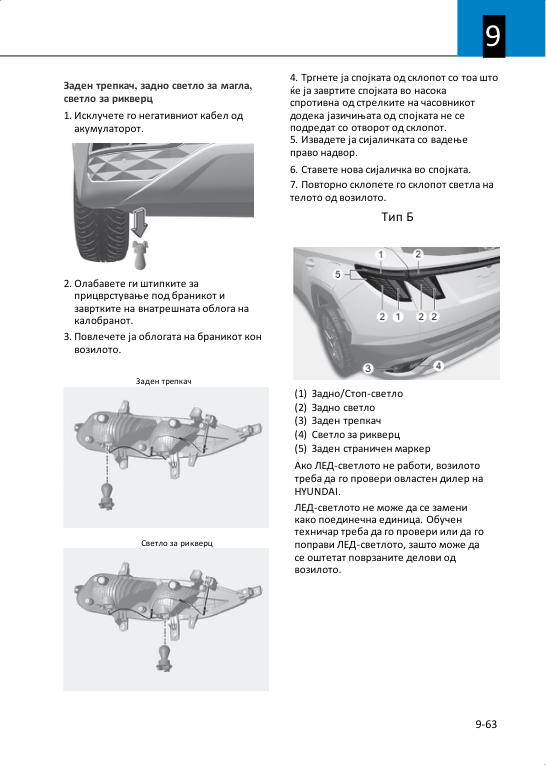 9
Заден трепкач, задно светло за магла,
светло за рикверц
1. Исклучете го негативниот кабел од
акумулаторот.
2. Олабавете ги штипките за
прицврстување под браникот и
завртките на внатрешната облога на
калобранот.
3. Повлечете ја облогата на браникот кон
возилото.
Заден трепкач
Светло за рикверц
4. Тргнете ја спојката од склопот со тоа што
ќе ја завртите спојката во насока
спротивна од стрелките на часовникот
додека јазичињата од спојката не се
подредат со отворот од склопот.
5. Извадете ја сијаличката со вадење
право надвор.
6. Ставете нова сијаличка во спојката.
7. Повторно склопете го склопот светла на
телото од возилото.
Тип Б
1 2
5
2 1 2 2
3 4
(1) Задно/Стоп-светло
(2) Задно светло
(3) Заден трепкач
(4) Светло за рикверц
(5) Заден страничен маркер
Ако ЛЕД-светлото не работи, возилото
треба да го провери овластен дилер на
HYUNDAI.
ЛЕД-светлото не може да се замени
како поединечна единица. Обучен
техничар треба да го провери или да го
поправи ЛЕД-светлото, зашто може да
се оштетат поврзаните делови од
возилото.
9-63